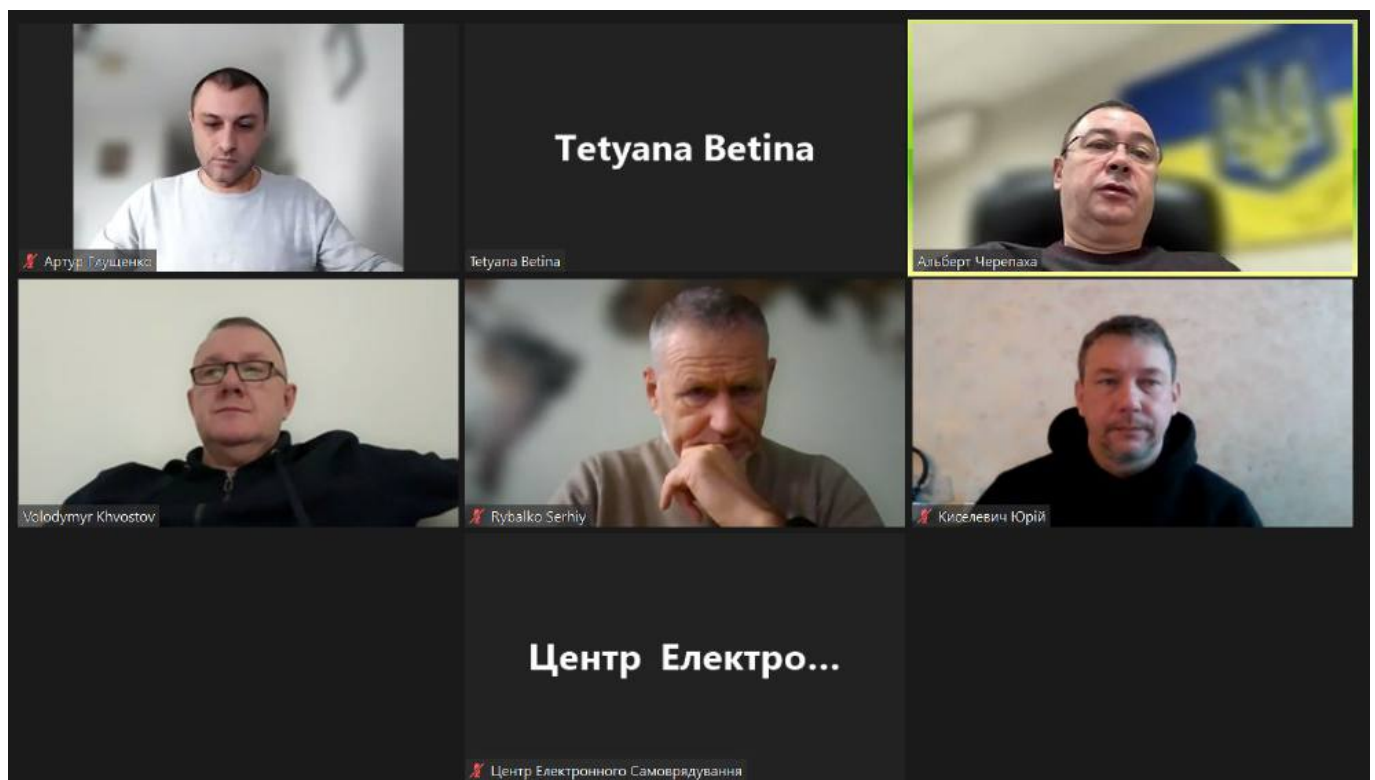 Tetyana Betina
Артур Глущенко
Tetyana Betina
Альберт Черепаха
Volodymyr Khvostov
Rybalko Serhiy
Киселевич Юрій
Центр Електро...
Центр Електронного Самоврядування